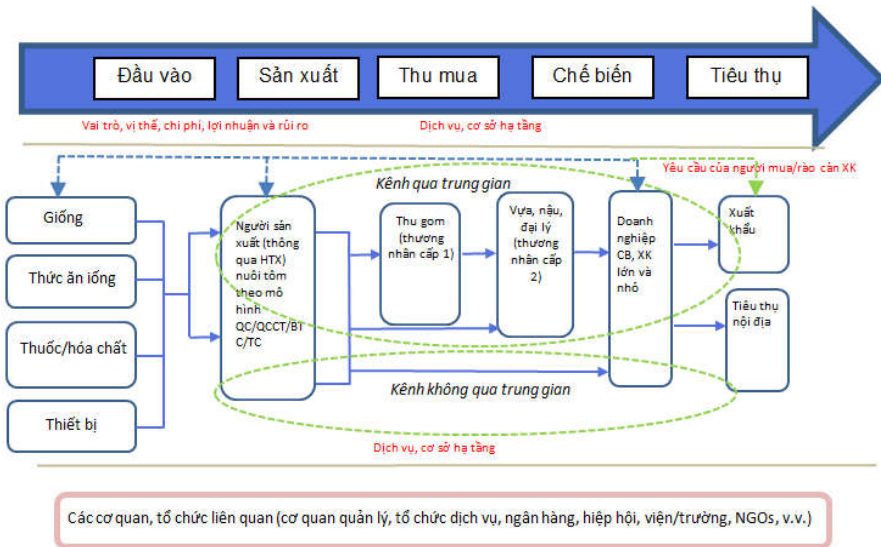 Đầu vào
Sản xuất
Thu mua
Chế biến
Tiêu thụ
Vai trò, vị thế, chi phí, lợi nhuận và rủi ro
Dịch vụ, cơ sở hạ tầng
Yêu cầu của người mua/rào cản XK
Kênh qua trung gian
Giống
Thức ăn iống
Thuốc/hóa chất
Thiết bị
Người sản
xuất (thông
qua HTX)
nuôi tôm
theo mô
hình
QC/QCCT/BT
C/TC
Thu gom
(thương
nhân cấp 1)
Vựa, nậu,
đại lý
(thương
nhân cấp
2)
Doanh
nghiệp
CB, XK
lớn và
nhỏ
Xuất
khẩu
Tiêu thụ
nội địa
Kênh không qua trung gian
Dịch vụ, cơ sở hạ tầng
Các cơ quan, tổ chức liên quan (cơ quan quản lý, tổ chức dịch vụ, ngân hàng, hiệp hội, viện/trường, NGOs, v.v.)